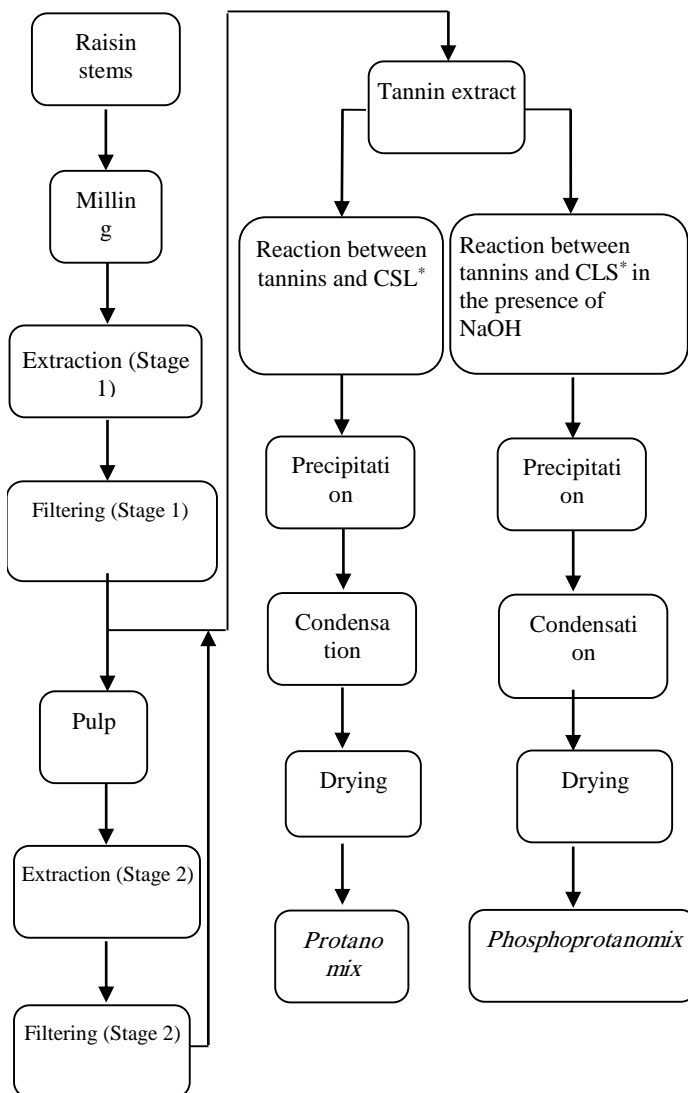 Raisin
stems
Millin
g
Extraction (Stage
1)
Filtering (Stage 1)
Pulp
Extraction (Stage 2)
Filtering (Stage 2)
Tannin extract
Reaction between
tannins and CSL*
Precipitati
on
Condensa
tion
Drying
Protano
mix
Reaction between
tannins and CLS* in
the presence of
NaOH
Precipitati
on
Condensati
on
Drying
Phosphoprotanomix